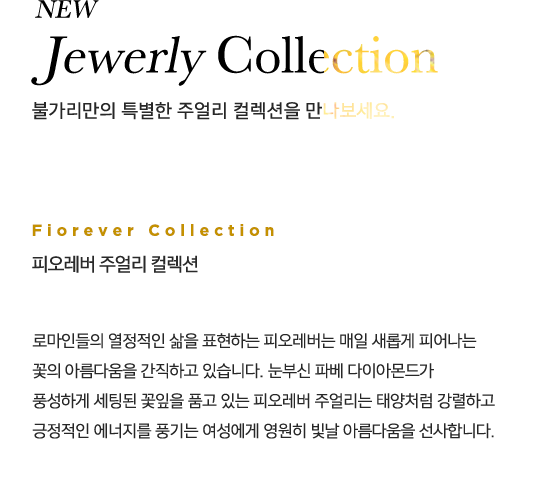 NEW
Jewerly Collection
불가리만의 특별한 주얼리 컬렉션을 만나보세요.
Fiorever Collection
피오레버 주얼리 컬렉션
로마인들의 열정적인 삶을 표현하는 피오레버는 매일 새롭게 피어나는
꽃의 아름다움을 간직하고 있습니다. 눈부신 파베 다이아몬드가
풍성하게 세팅된 꽃잎을 품고 있는 피오레버 주얼리는 태양처럼 강렬하고
긍정적인 에너지를 풍기는 여성에게 영원히 빛날 아름다움을 선사합니다.